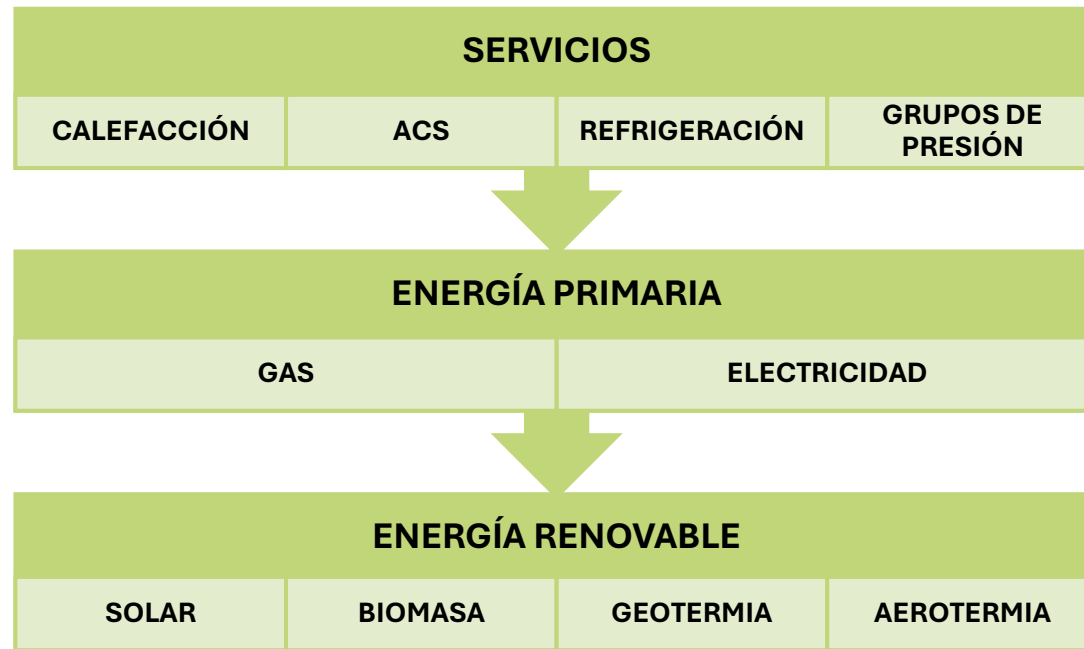 SERVICIOS
CALEFACCIÓN
ACS
REFRIGERACIÓN
GRUPOS DE
PRESIÓN
ENERGÍA PRIMARIA
GAS
ELECTRICIDAD
ENERGÍA RENOVABLE
SOLAR
BIOMASA
GEOTERMIA
AEROTERMIA